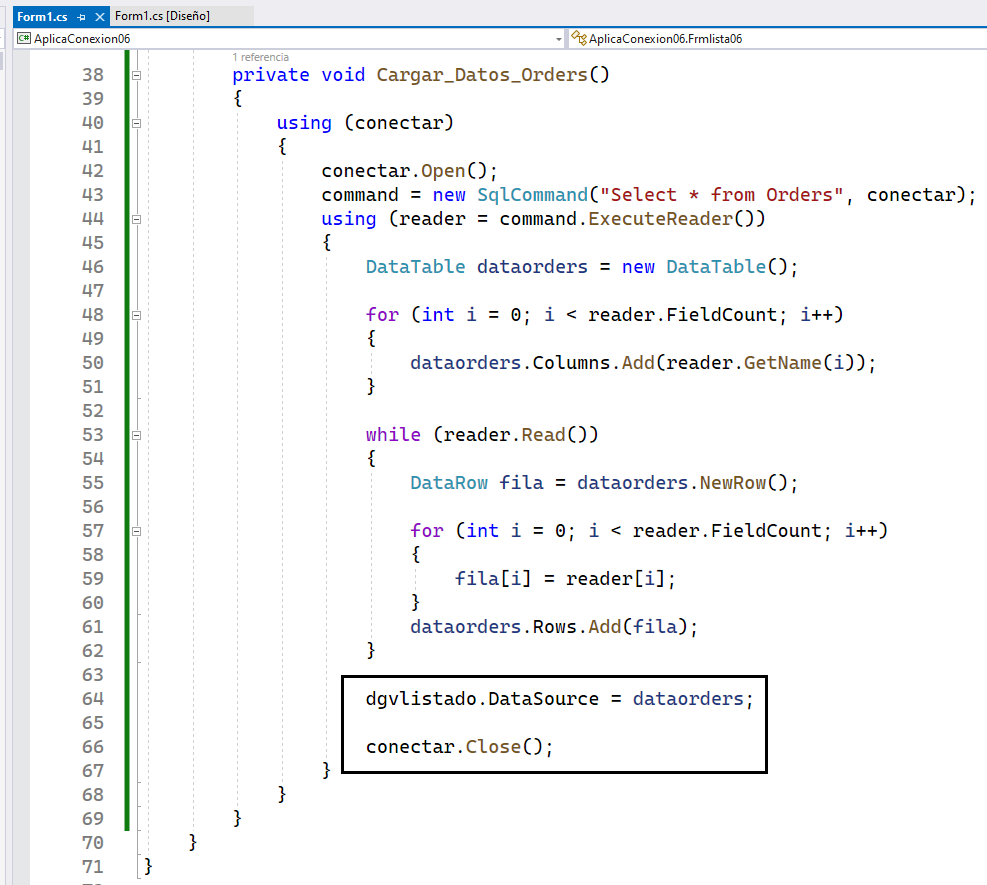 Form1.cs Form1.cs [Diseño]
C# AplicaConexion06 AplicaConexion06.Frmlista06
1 referencia
38 private void Cargar_Datos_Orders()
39 {
40 using (conectar)
41 {
42 conectar.Open();
43 command = new SqlCommand("Select * from Orders", conectar);
44 using (reader = command.ExecuteReader())
45 {
46 DataTable dataorders = new DataTable();
47
48 for (int i = 0; i < reader.FieldCount; i++)
49 {
50 dataorders.Columns.Add(reader.GetName(i));
51 }
52
53 while (reader.Read())
54 {
55 DataRow fila = dataorders.NewRow();
56
57 for (int i = 0; i < reader.FieldCount; i++)
58 {
59 fila[i] = reader[i];
60 }
61 dataorders.Rows.Add(fila);
62 }
63
64 dgvlistado.DataSource = dataorders;
65
66 conectar.Close();
67 }
68 }
69 }
70 }
71 }